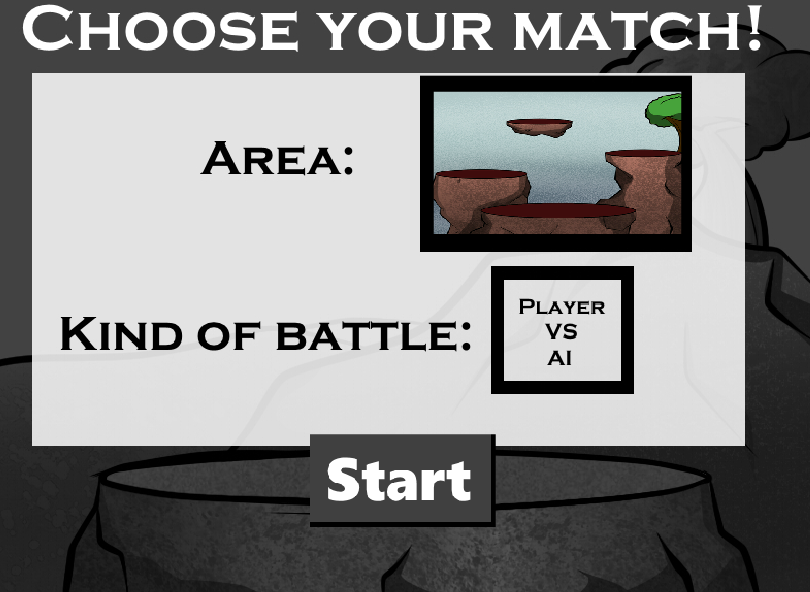 Choose your match!
Area:
Kind of battle:
Player
vs
AI
Start